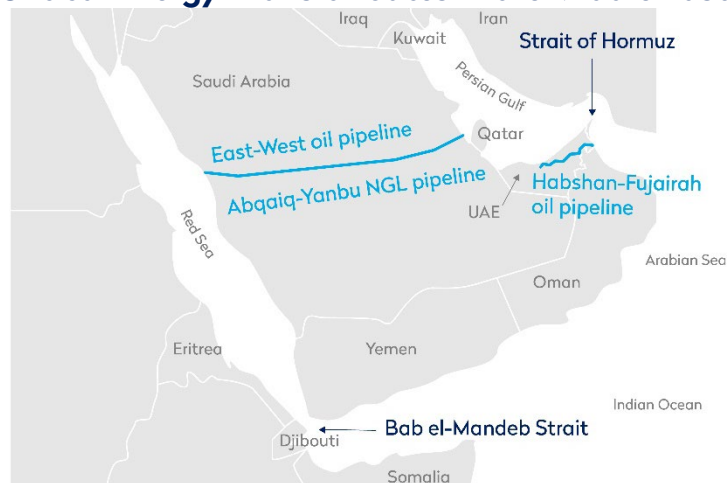 Iraq
Iran
Kuwait
Strait of Hormuz
Saudi Arabia
Persian Gulf
East-West oil pipeline
Qatar
Abqaiq-Yanbu NGL pipeline
Habshan-Fujairah
oil pipeline
UAE
Red Sea
Arabian Sea
Oman
Eritrea
Yemen
Indian Ocean
Bab el-Mandeb Strait
Djibouti
Somalia